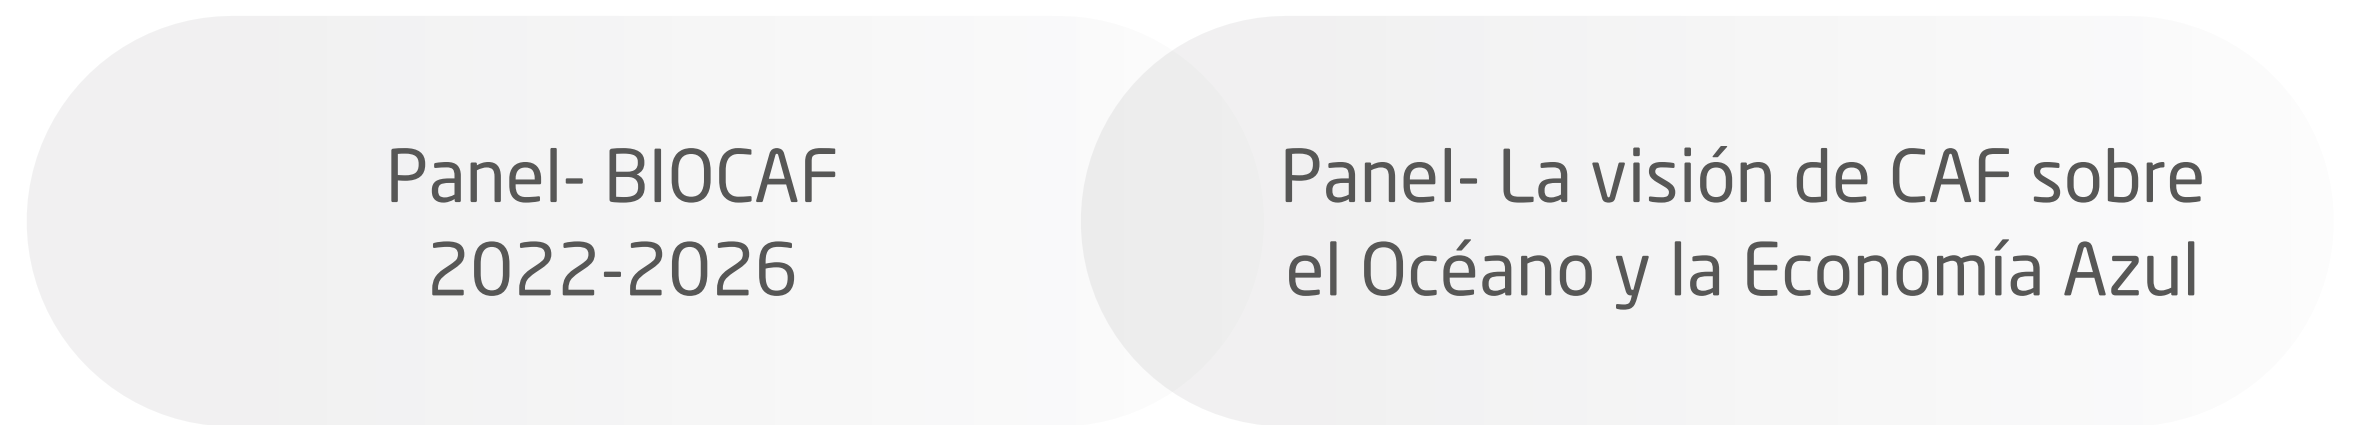 Panel- BIOCAF
2022-2026
Panel- La visión de CAF sobre
el Océano y la Economía Azul